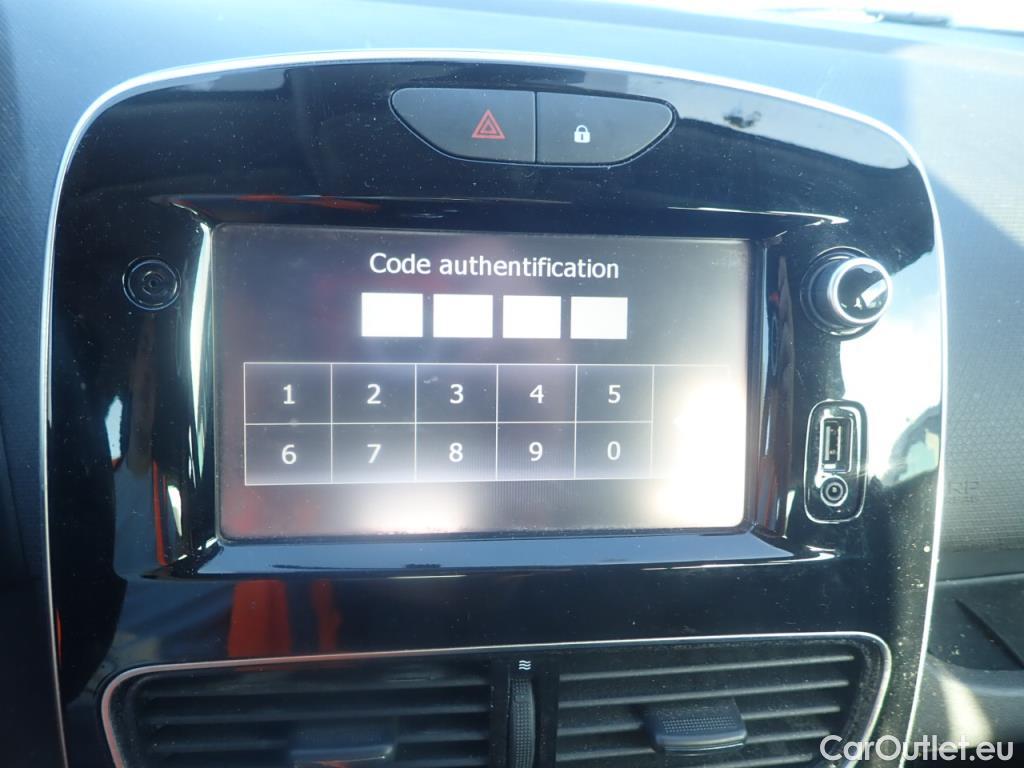 Code authentification
1 2 3 4 5
6 7 8 9 0
CarOutlet.eu